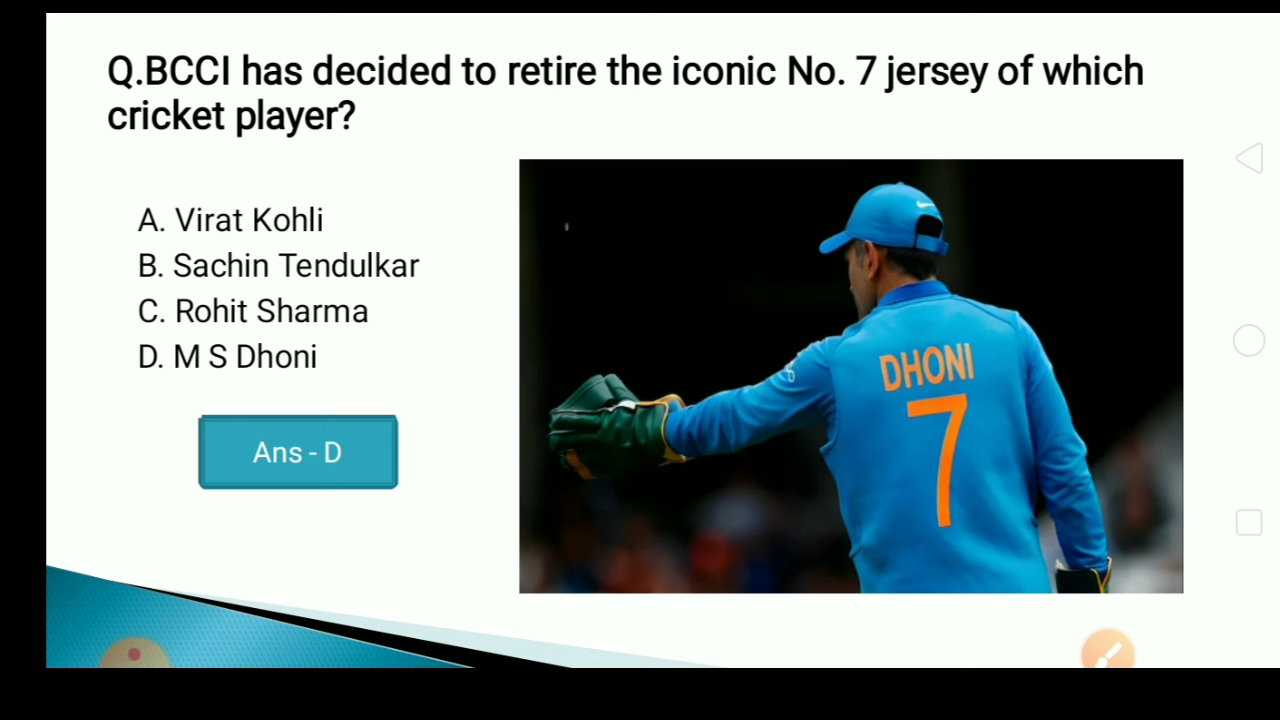 Q.BCCI has decided to retire the iconic No. 7 jersey of which
cricket player?
A. Virat Kohli
B. Sachin Tendulkar
C. Rohit Sharma
D. M S Dhoni
Ans - D
DHONI
7